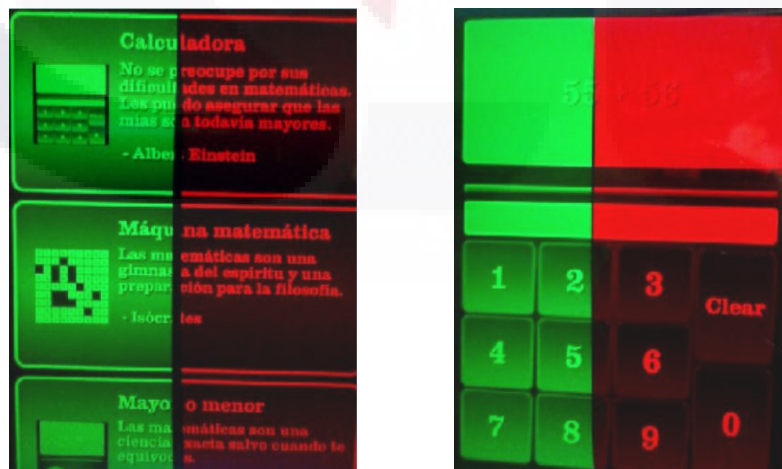 Calculadora
No se preocupe por sus
dificultades en matemáticas.
Les puedo asegurar que las
mías son todavía mayores.
- Albert Einstein
Máquina matemática
Las matemáticas son una
gimnasia del espíritu y una
preparación para la filosofía.
- Isócrates
Mayor o menor
Las matemáticas son una
ciencia exacta salvo cuando te
equivocas.
55 + 56
1 2 3 Clear
4 5 6
7 8 9 0